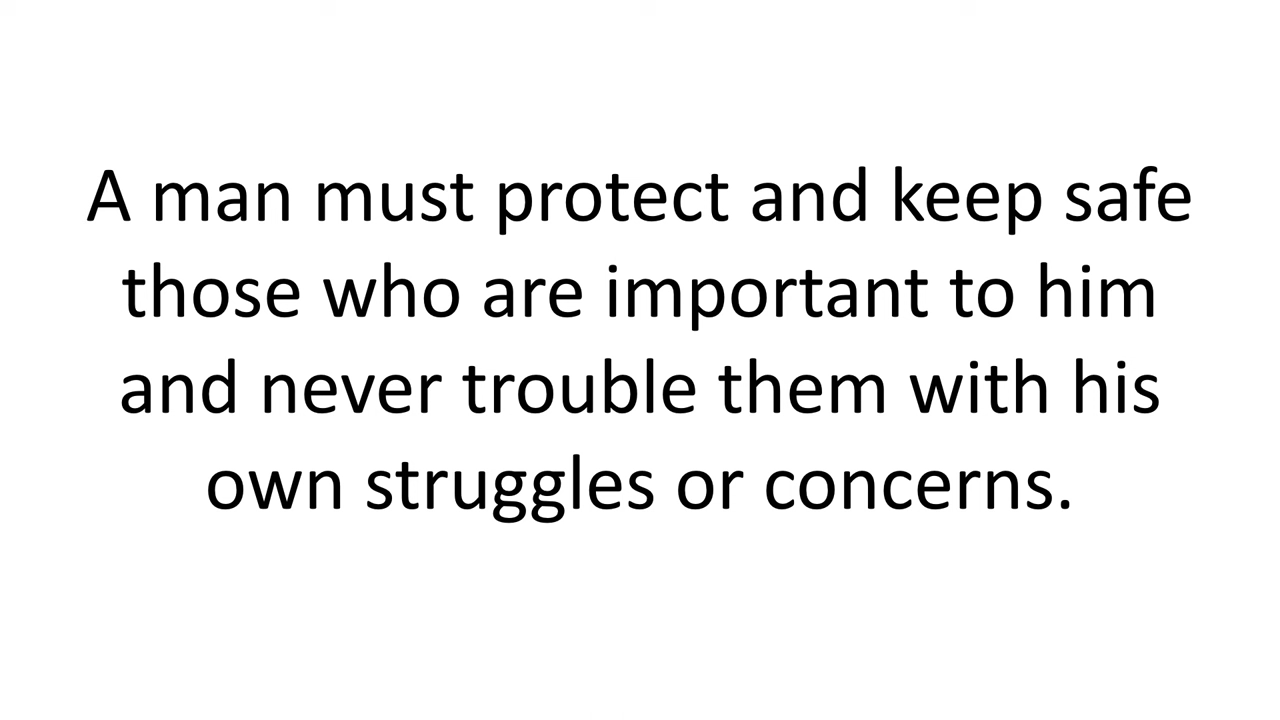 A man must protect and keep safe
those who are important to him
and never trouble them with his
own struggles or concerns.